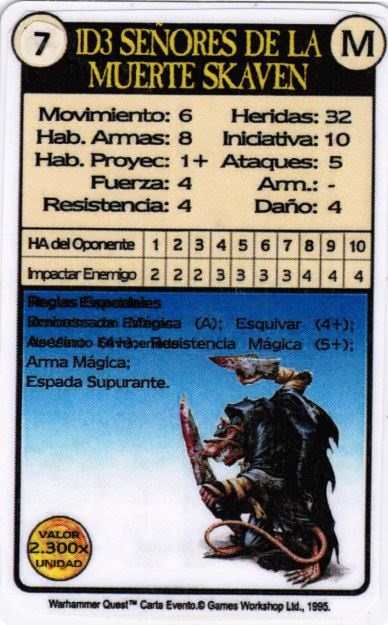 7
1D3 SEÑORES DE LA
MUERTE SKAVEN
M
Movimiento: 6 Heridas: 32
Hab. Armas: 8 Iniciativa: 10
Hab. Proyec: 1+ Ataques: 5
Fuerza: 4 Arm.: -
Resistencia: 4 Daño: 4
HA del Oponente 1 2 3 4 5 6 7 8 9 10
Impactar Enemigo 2 2 2 3 3 3 3 4 4 4
Reglas Especiales
(A); Esquivar (4+);
Resistencia Mágica (5+);
Arma Mágica;
Espada Supurante.
VALOR
2.300x
UNIDAD
Warhammer Quest™ Carta Evento.© Games Workshop Ltd., 1995.